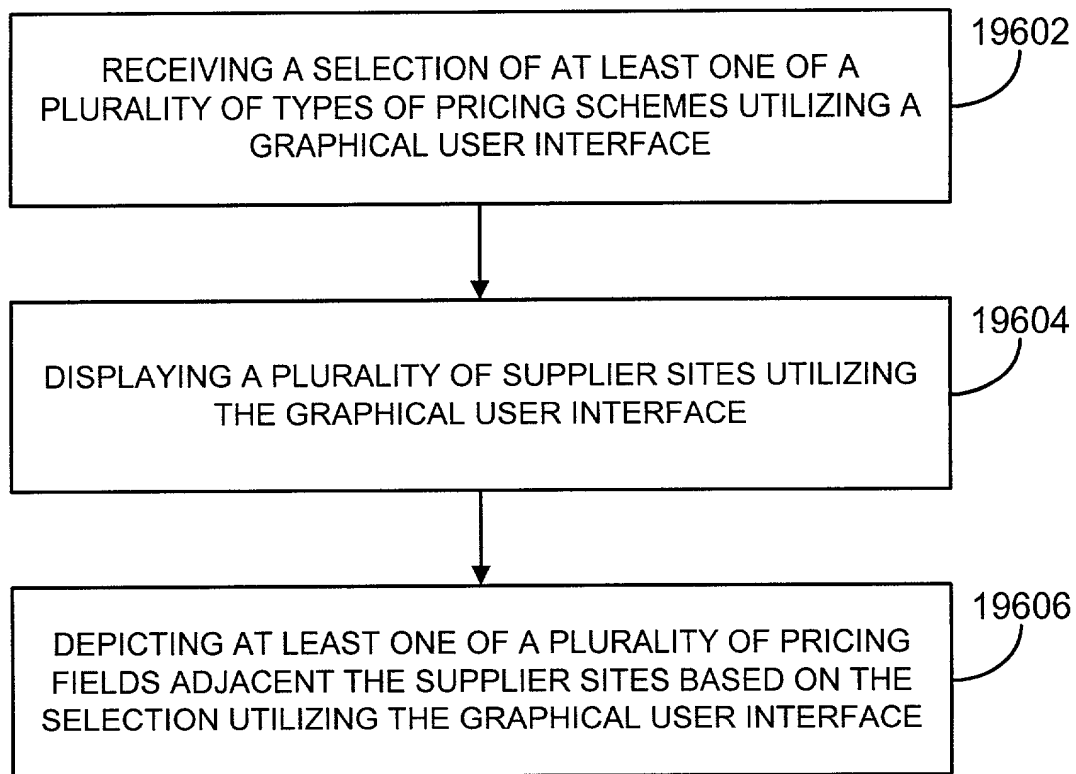 19602
RECEIVING A SELECTION OF AT LEAST ONE OF A
PLURALITY OF TYPES OF PRICING SCHEMES UTILIZING A
GRAPHICAL USER INTERFACE
19604
DISPLAYING A PLURALITY OF SUPPLIER SITES UTILIZING
THE GRAPHICAL USER INTERFACE
19606
DEPICTING AT LEAST ONE OF A PLURALITY OF PRICING
FIELDS ADJACENT THE SUPPLIER SITES BASED ON THE
SELECTION UTILIZING THE GRAPHICAL USER INTERFACE